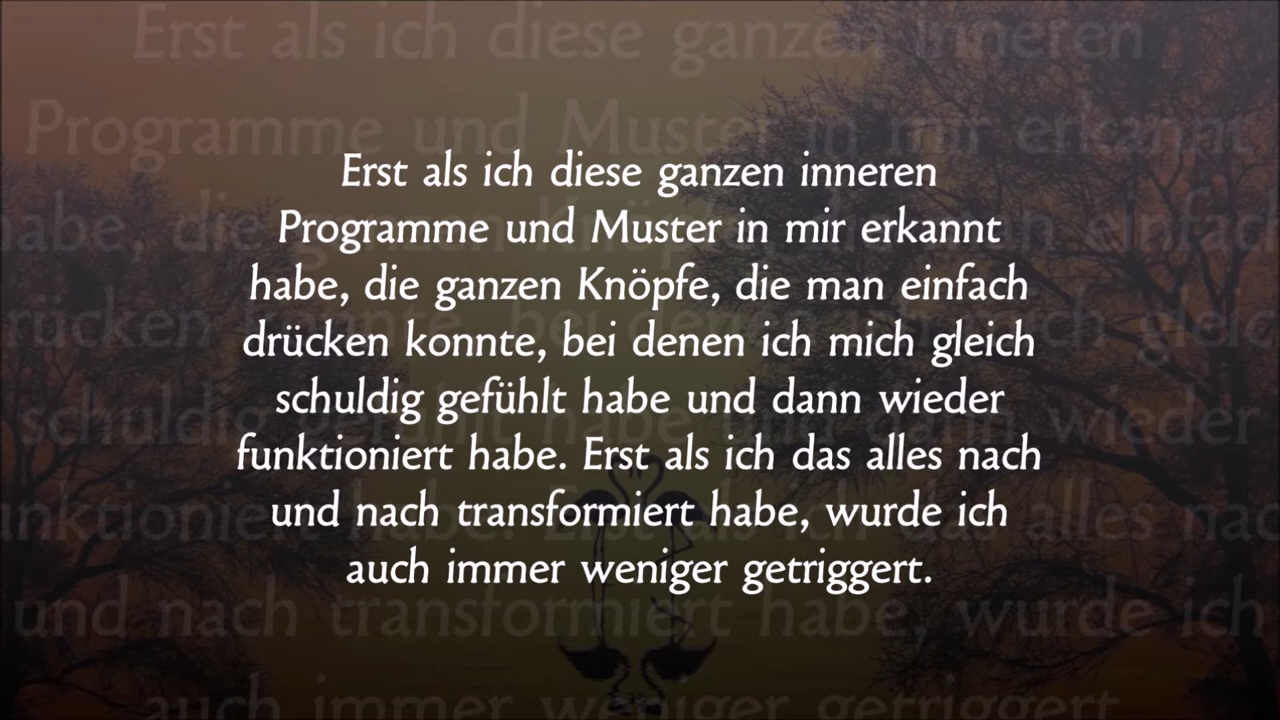 Erst als ich diese ganzen inneren
Programme und Muster in mir erkannt
habe, die ganzen Knöpfe, die man einfach
drücken konnte, bei denen ich mich gleich
schuldig gefühlt habe und dann wieder
funktioniert habe. Erst als ich das alles nach
und nach transformiert habe, wurde ich
auch immer weniger getriggert.